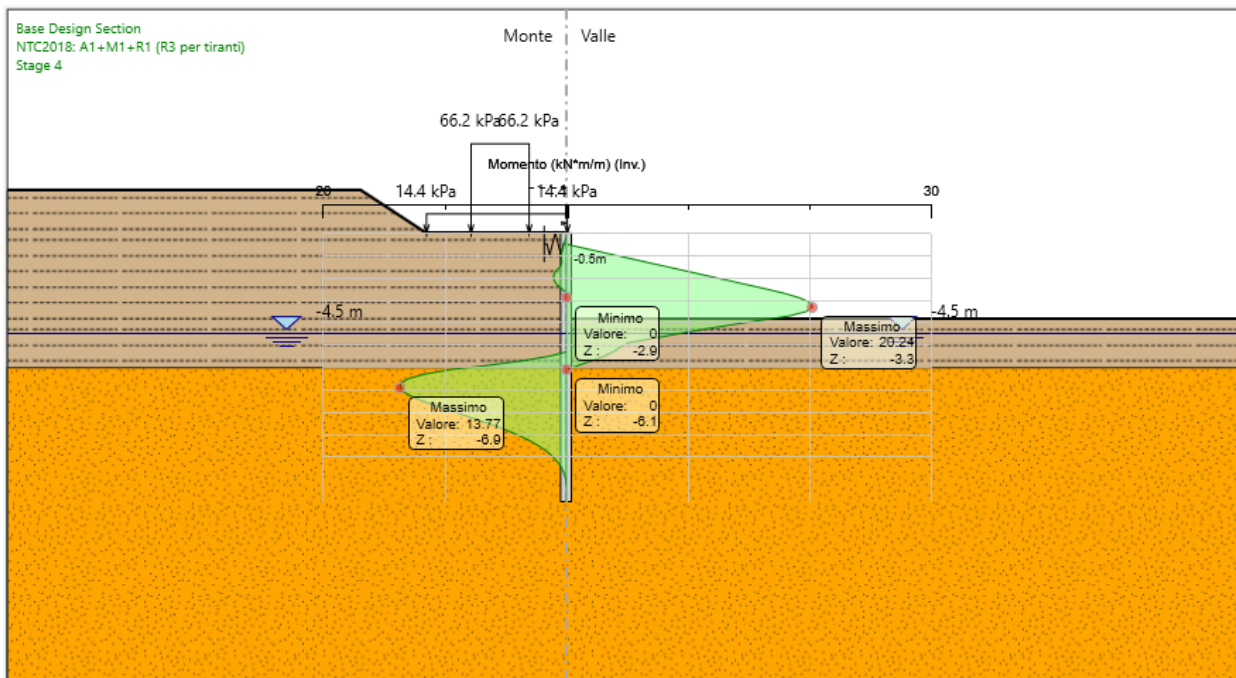 Base Design Section
NTC2018: A1+M1+R1 (R3 per tiranti)
Stage 4
Monte Valle
66.2 kPa 66.2 kPa
Momento (kN*m/m) (Inv.)
20 14.4 kPa 14.4 kPa 30
-0.5m
-4.5 m -4.5 m
Minimo
Valore: 0
Z : -2.9
Massimo
Valore: 20.24
Z : -3.3
Minimo
Valore: 0
Z : -6.1
Massimo
Valore: 13.77
Z : -6.9